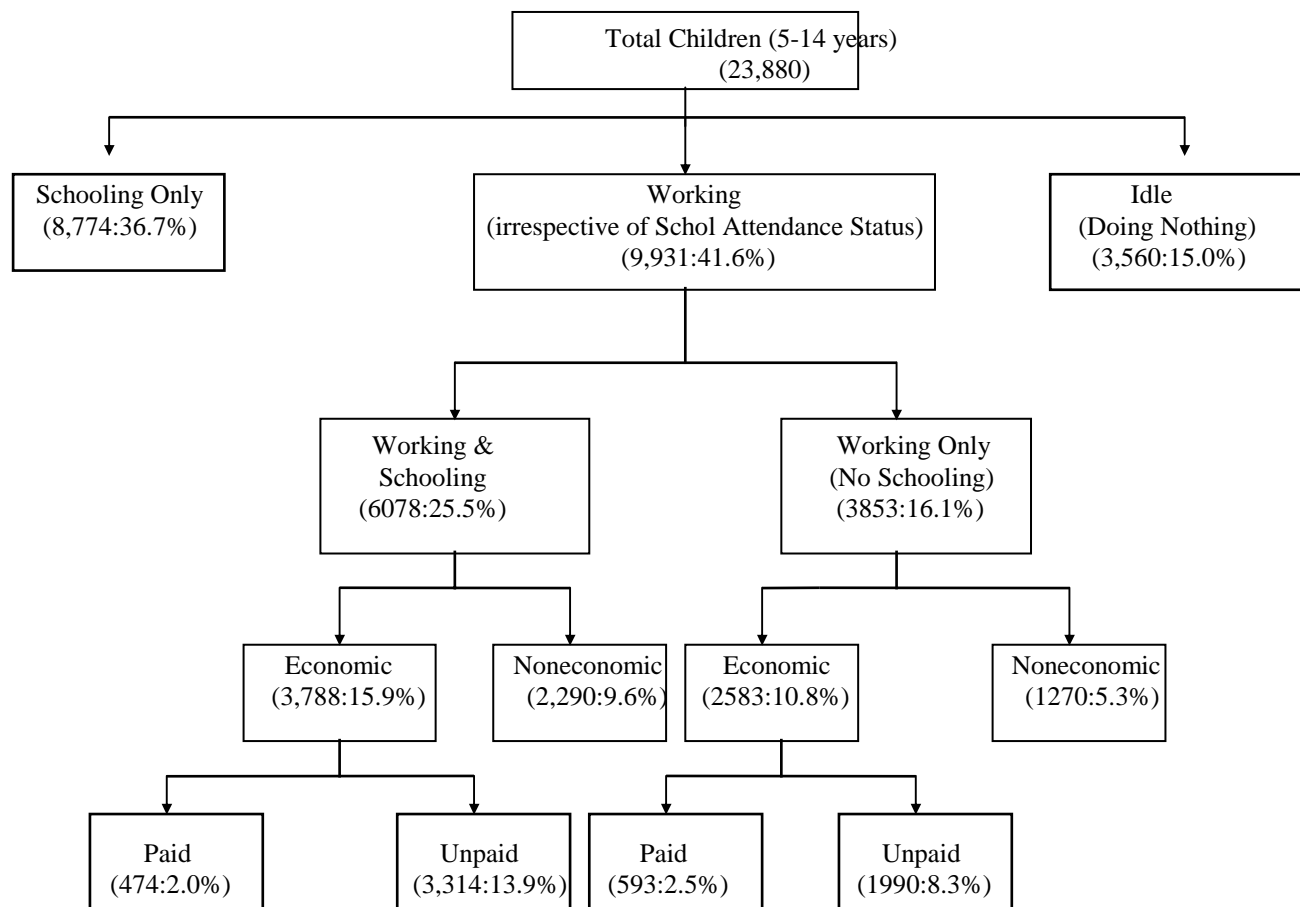 Total Children (5-14 years)
(23,880)
Schooling Only
(8,774:36.7%)
Working
(irrespective of Schol Attendance Status)
(9,931:41.6%)
Idle
(Doing Nothing)
(3,560:15.0%)
Working &
Schooling
(6078:25.5%)
Working Only
(No Schooling)
(3853:16.1%)
Economic
(3,788:15.9%)
Noneconomic
(2,290:9.6%)
Economic
(2583:10.8%)
Noneconomic
(1270:5.3%)
Paid
(474:2.0%)
Unpaid
(3,314:13.9%)
Paid
(593:2.5%)
Unpaid
(1990:8.3%)